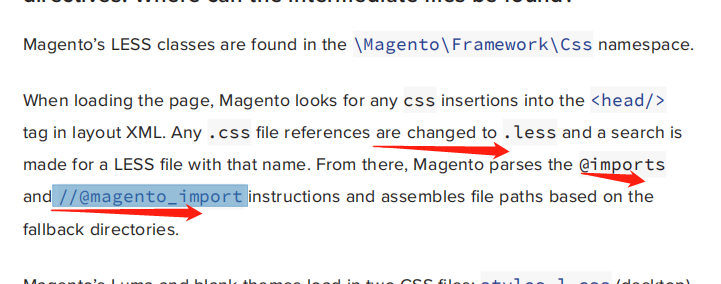 directives. Where can the intermediate files be found?
Magento’s LESS classes are found in the \Magento\Framework\Css namespace.
When loading the page, Magento looks for any css insertions into the <head/>
tag in layout XML. Any .css file references are changed to .less and a search is
made for a LESS file with that name. From there, Magento parses the @imports
and //@magento_import instructions and assembles file paths based on the
fallback directories.
Magento’s Luma and blank themes load in two CSS files: styles-l.css (desktop)